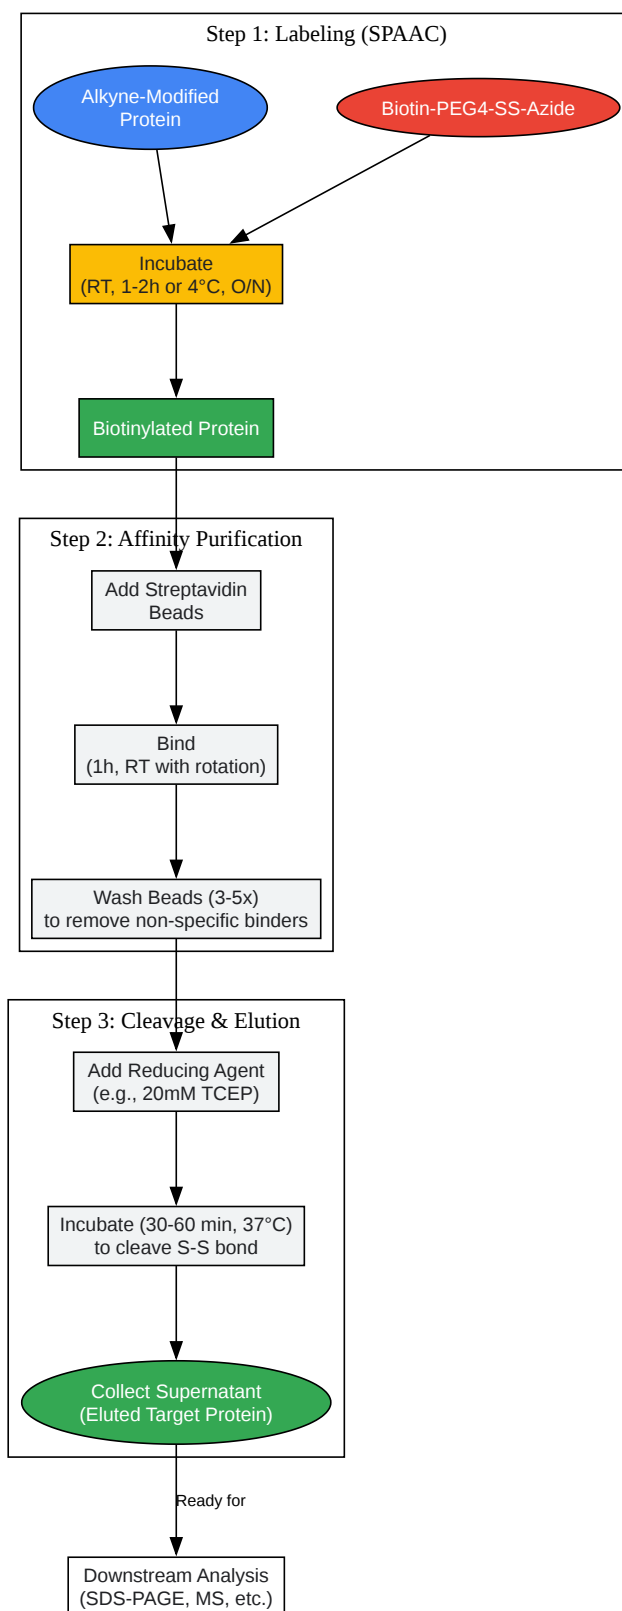 Step 1: Labeling (SPAAC)
Alkyne-Modified
Protein
Biotin-PEG4-SS-Azide
Incubate
(RT, 1-2h or 4°C, O/N)
Biotinylated Protein
Step 2: Affinity Purification
Add Streptavidin
Beads
Bind
(1h, RT with rotation)
Wash Beads (3-5x)
to remove non-specific binders
Step 3: Cleavage & Elution
Add Reducing Agent
(e.g., 20mM TCEP)
Incubate (30-60 min, 37°C)
to cleave S-S bond
Collect Supernatant
(Eluted Target Protein)
Ready for
Downstream Analysis
(SDS-PAGE, MS, etc.)